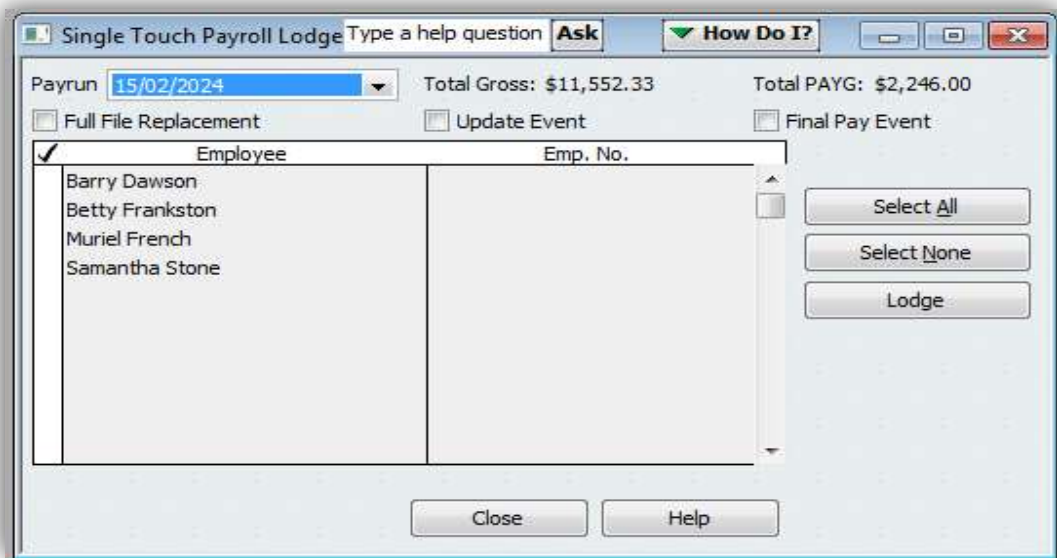 Single Touch Payroll Lodge Type a help question Ask How Do I?
Payrun 15/02/2024 Total Gross: $11,552.33 Total PAYG: $2,246.00
Full File Replacement Update Event Final Pay Event
Employee Emp. No.
Barry Dawson
Betty Frankston
Muriel French
Samantha Stone
Select All
Select None
Lodge
Close Help